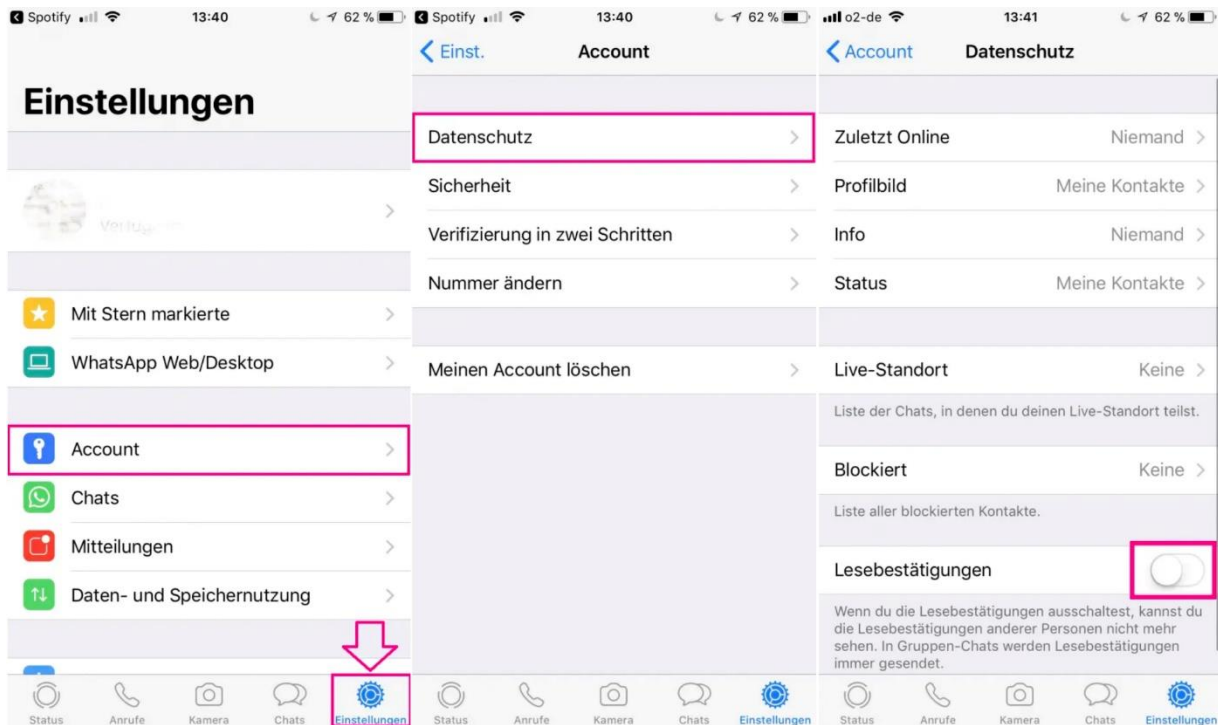 Spotify 13:40 62 %
Einstellungen
Mit Stern markierte
WhatsApp Web/Desktop
Account
Chats
Mitteilungen
Daten- und Speichernutzung
Status Anrufe Kamera Chats Einstellungen
Spotify 13:40 62 %
Einst. Account
Datenschutz
Sicherheit
Verifizierung in zwei Schritten
Nummer ändern
Meinen Account löschen
Status Anrufe Kamera Chats Einstellungen
o2-de 13:41 62 %
Account Datenschutz
Zuletzt Online Niemand
Profilbild Meine Kontakte
Info Niemand
Status Meine Kontakte
Live-Standort Keine
Liste der Chats, in denen du deinen Live-Standort teilst.
Blockiert Keine
Liste aller blockierten Kontakte.
Lesebestätigungen
Wenn du die Lesebestätigungen ausschaltest, kannst du
die Lesebestätigungen anderer Personen nicht mehr
sehen. In Gruppen-Chats werden Lesebestätigungen
immer gesendet.
Status Anrufe Kamera Chats Einstellungen